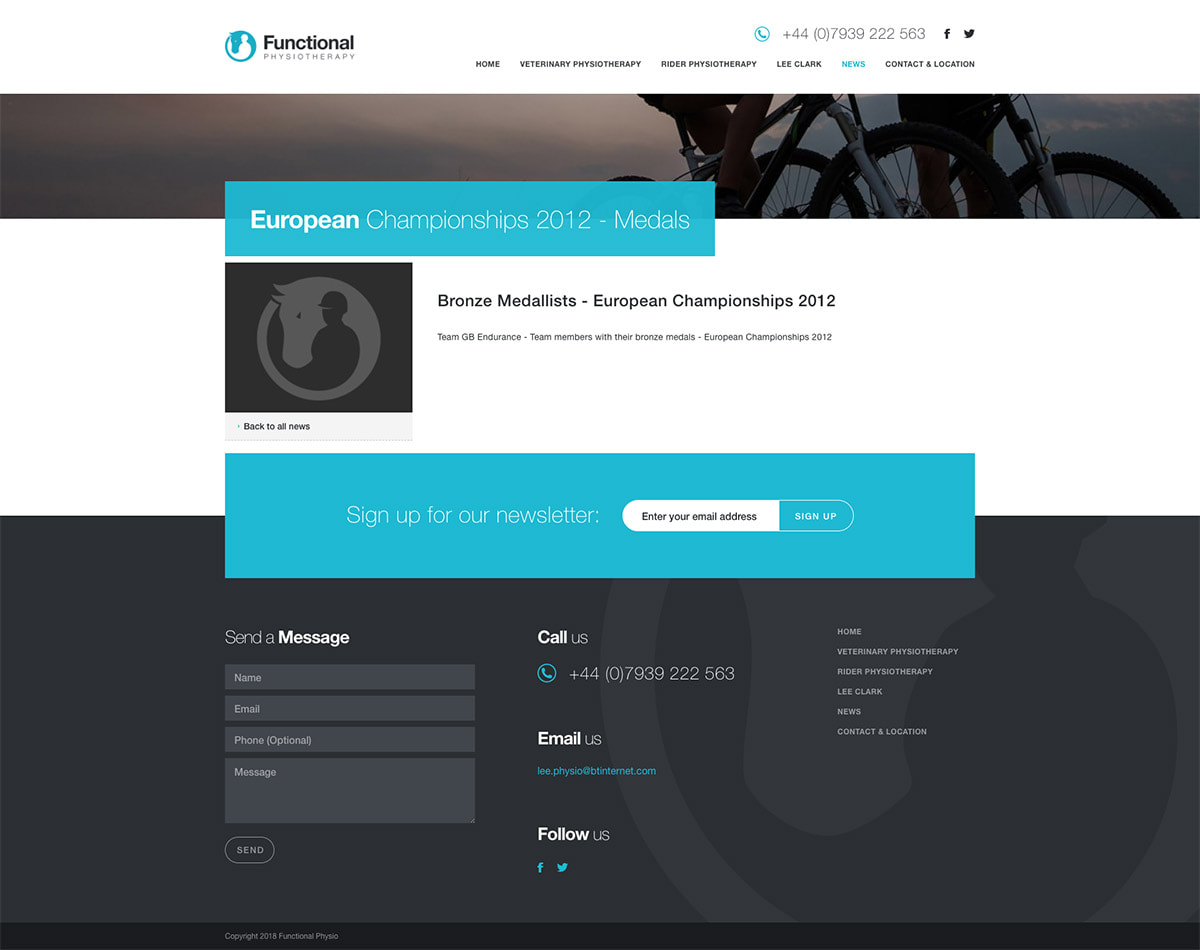 Functional
PHYSIOTHERAPY
+44 (0)7939 222 563
HOME VETERINARY PHYSIOTHERAPY RIDER PHYSIOTHERAPY LEE CLARK NEWS CONTACT & LOCATION
European Championships 2012 - Medals
Bronze Medallists - European Championships 2012
Team GB Endurance - Team members with their bronze medals - European Championships 2012
Back to all news
Sign up for our newsletter: Enter your email address SIGN UP
Send a Message
Name
Email
Phone (Optional)
Message
SEND
Call us
+44 (0)7939 222 563
Email us
lee.physio@btinternet.com
Follow us
HOME
VETERINARY PHYSIOTHERAPY
RIDER PHYSIOTHERAPY
LEE CLARK
NEWS
CONTACT & LOCATION
Copyright 2018 Functional Physio